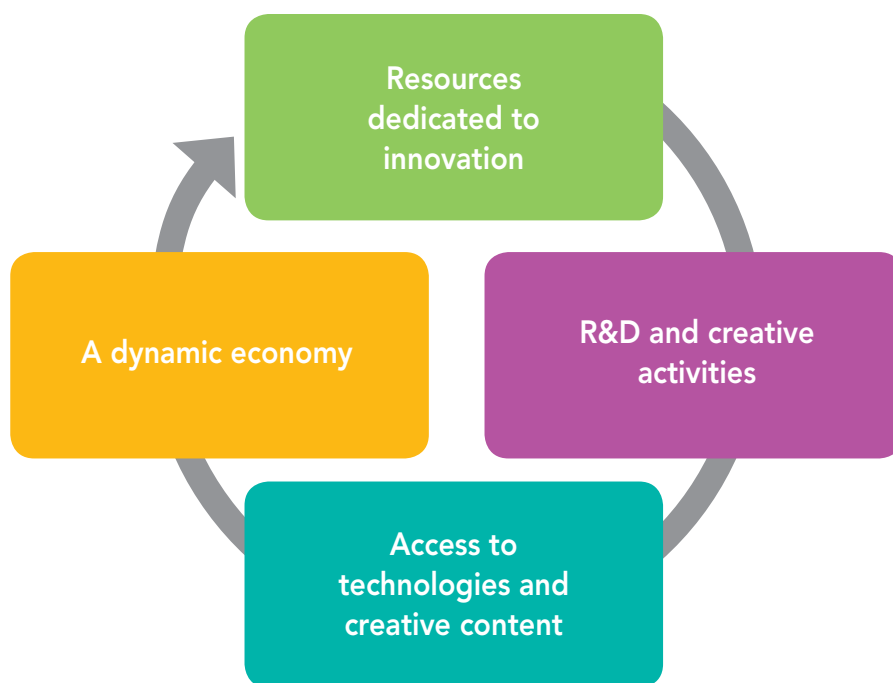 Resources
dedicated to
innovation
R&D and creative
activities
Access to
technologies and
creative content
A dynamic economy